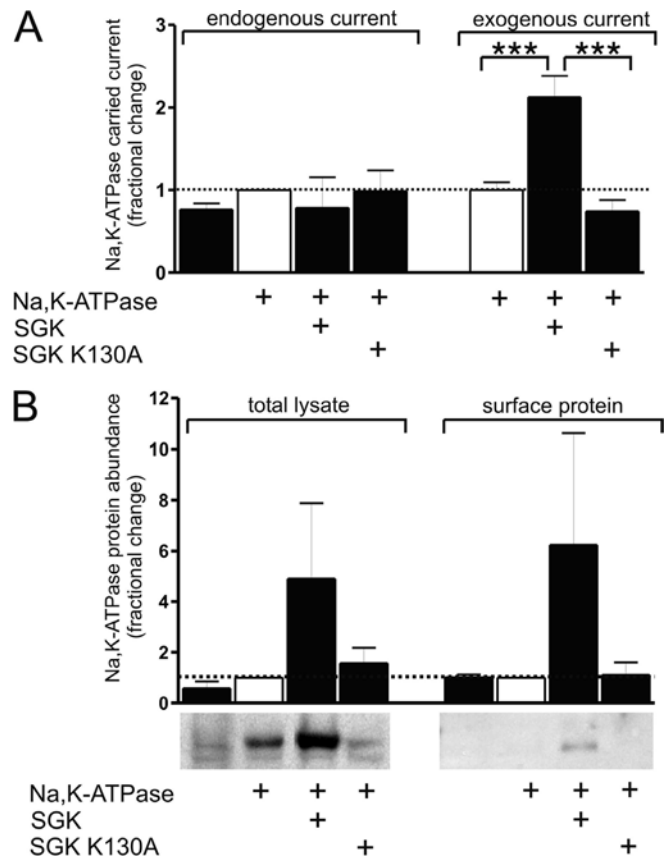 A
endogenous current
exogenous current
Na,K-ATPase carried current
(fractional change)
3
2
1
0
*** ***
Na,K-ATPase + + + + + +
SGK + +
SGK K130A + +
B
total lysate
surface protein
Na,K-ATPase protein abundance
(fractional change)
12
10
8
6
4
2
0
Na,K-ATPase + + + + + +
SGK + +
SGK K130A + +